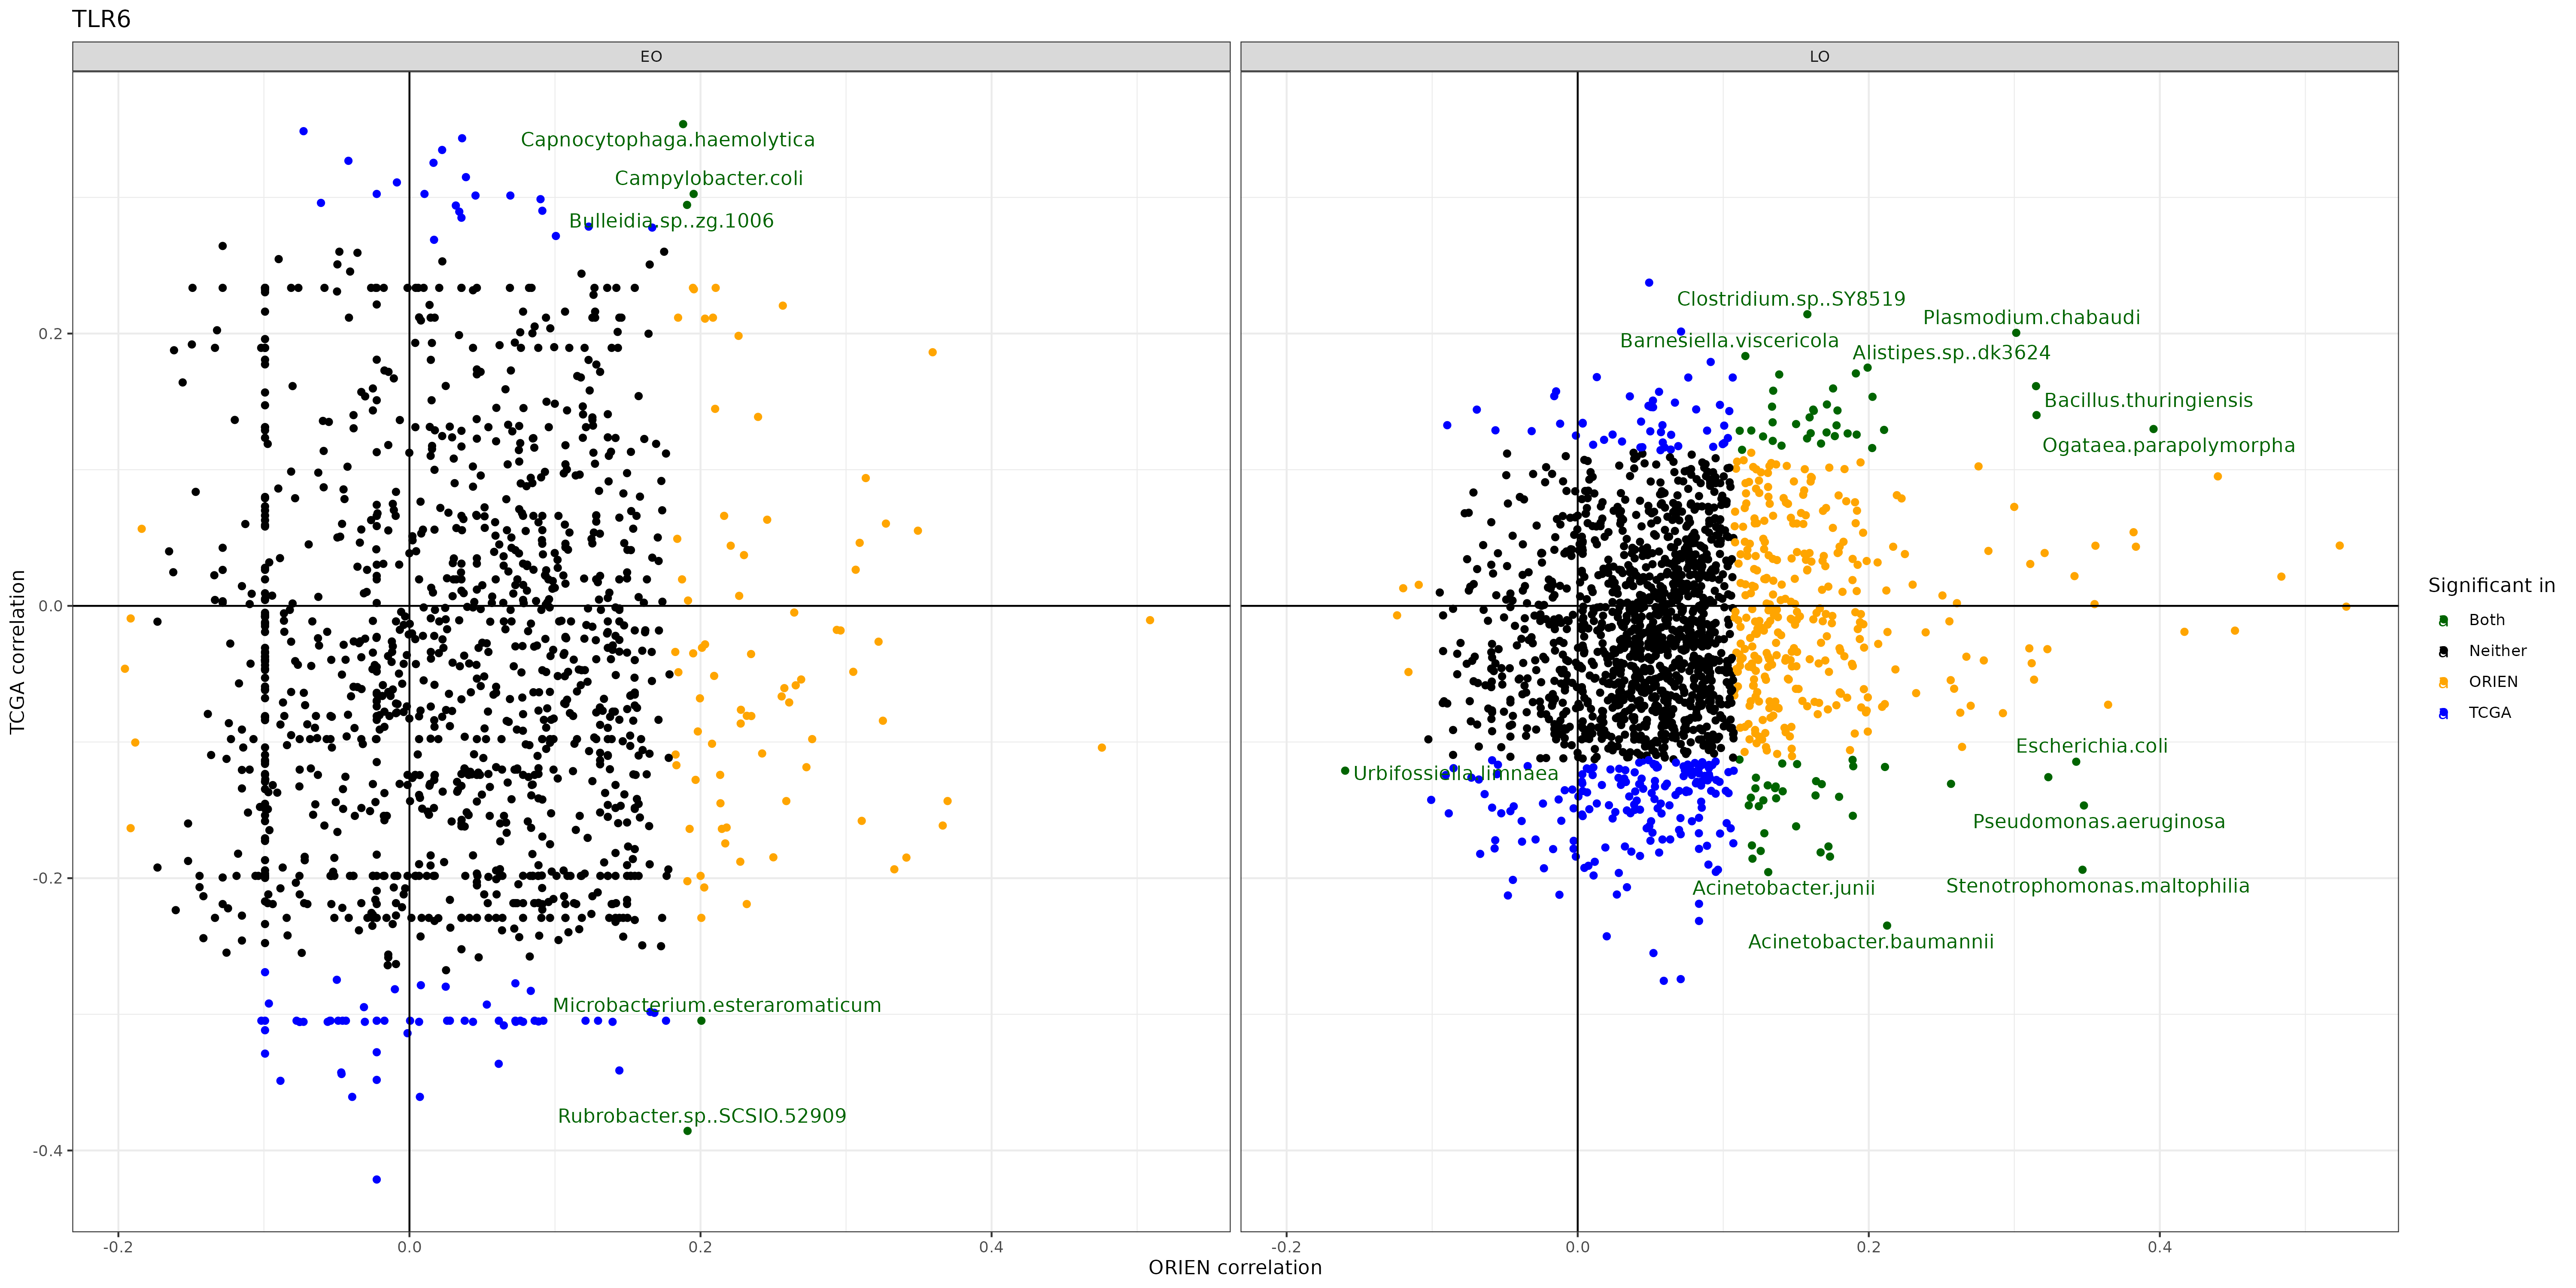 TLR6
EO
LO
Capnocytophaga.haemolytica
Campylobacter.coli
Bulleidia.sp..zg.1006
Microbacterium.esteraromaticum
Rubrobacter.sp..SCSIO.52909
Clostridium.sp..SY8519
Plasmodium.chabaudi
Barnesiella.viscericola
Alistipes.sp..dk3624
Bacillus.thuringiensis
Ogataea.parapolymorpha
Escherichia.coli
Urbifossiella.limnaea
Pseudomonas.aeruginosa
Acinetobacter.junii
Stenotrophomonas.maltophilia
Acinetobacter.baumannii
0.2
0.0
-0.2
-0.4
TCGA correlation
-0.2
0.0
0.2
0.4
-0.2
0.0
0.2
0.4
ORIEN correlation
Significant in
a Both
a Neither
a ORIEN
a TCGA